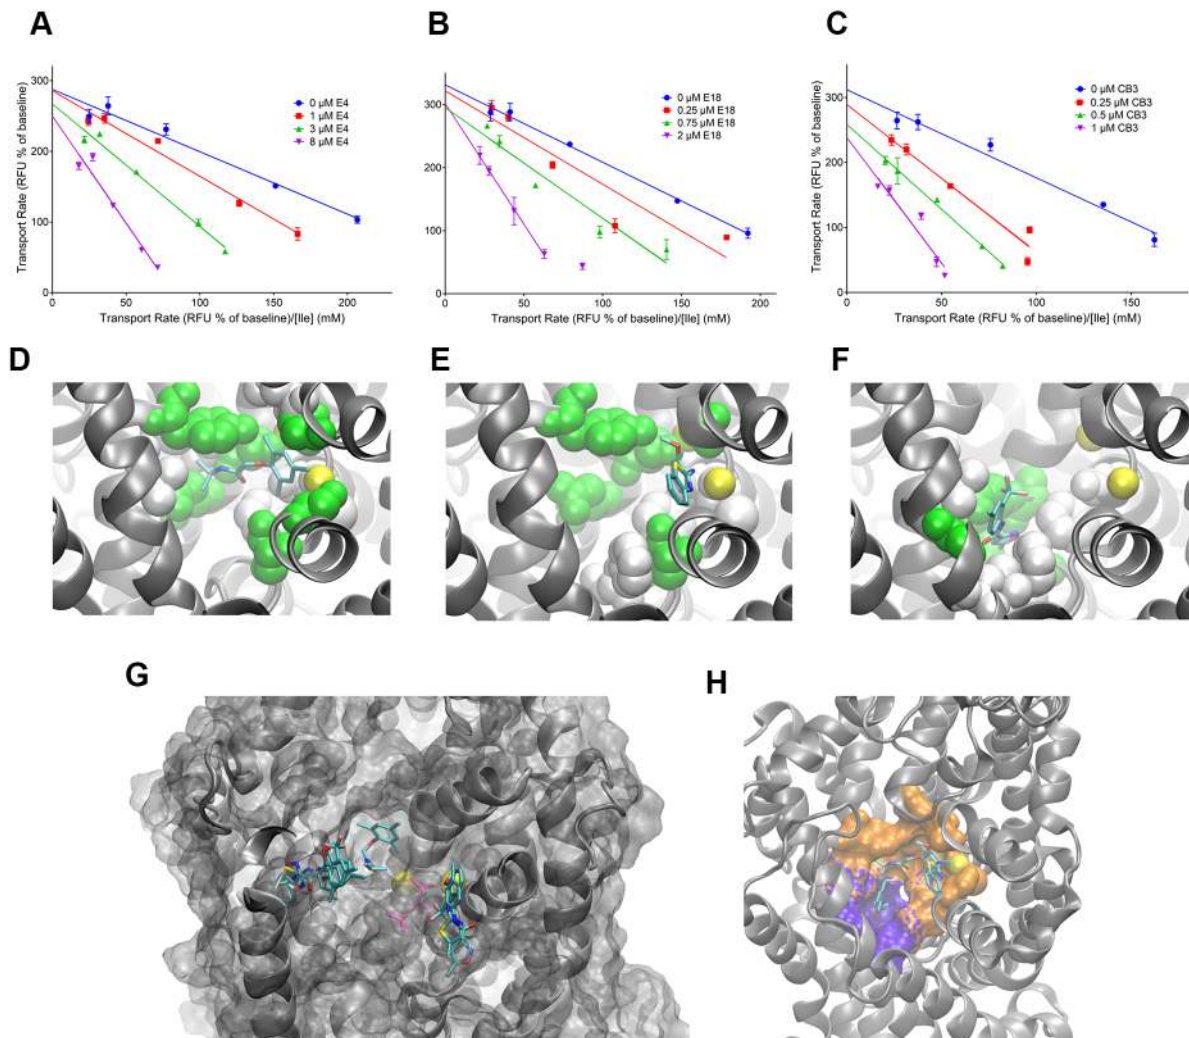 A
B
C
Transport Rate (RFU % of baseline)
300
200
100
0
0
50
100
150
200
Transport Rate (RFU % of baseline)/[Ile] (mM)
0 µM E4
1 µM E4
3 µM E4
8 µM E4
Transport Rate (RFU % of baseline)
300
200
100
0
0
50
100
150
200
Transport Rate (RFU % of baseline)/[Ile] (mM)
0 µM E18
0.25 µM E18
0.75 µM E18
2 µM E18
Transport Rate (RFU % of baseline)
300
200
100
0
0
50
100
150
Transport Rate (RFU % of baseline)/[Ile] (mM)
0 µM CB3
0.25 µM CB3
0.5 µM CB3
1 µM CB3
D
E
F
G
H